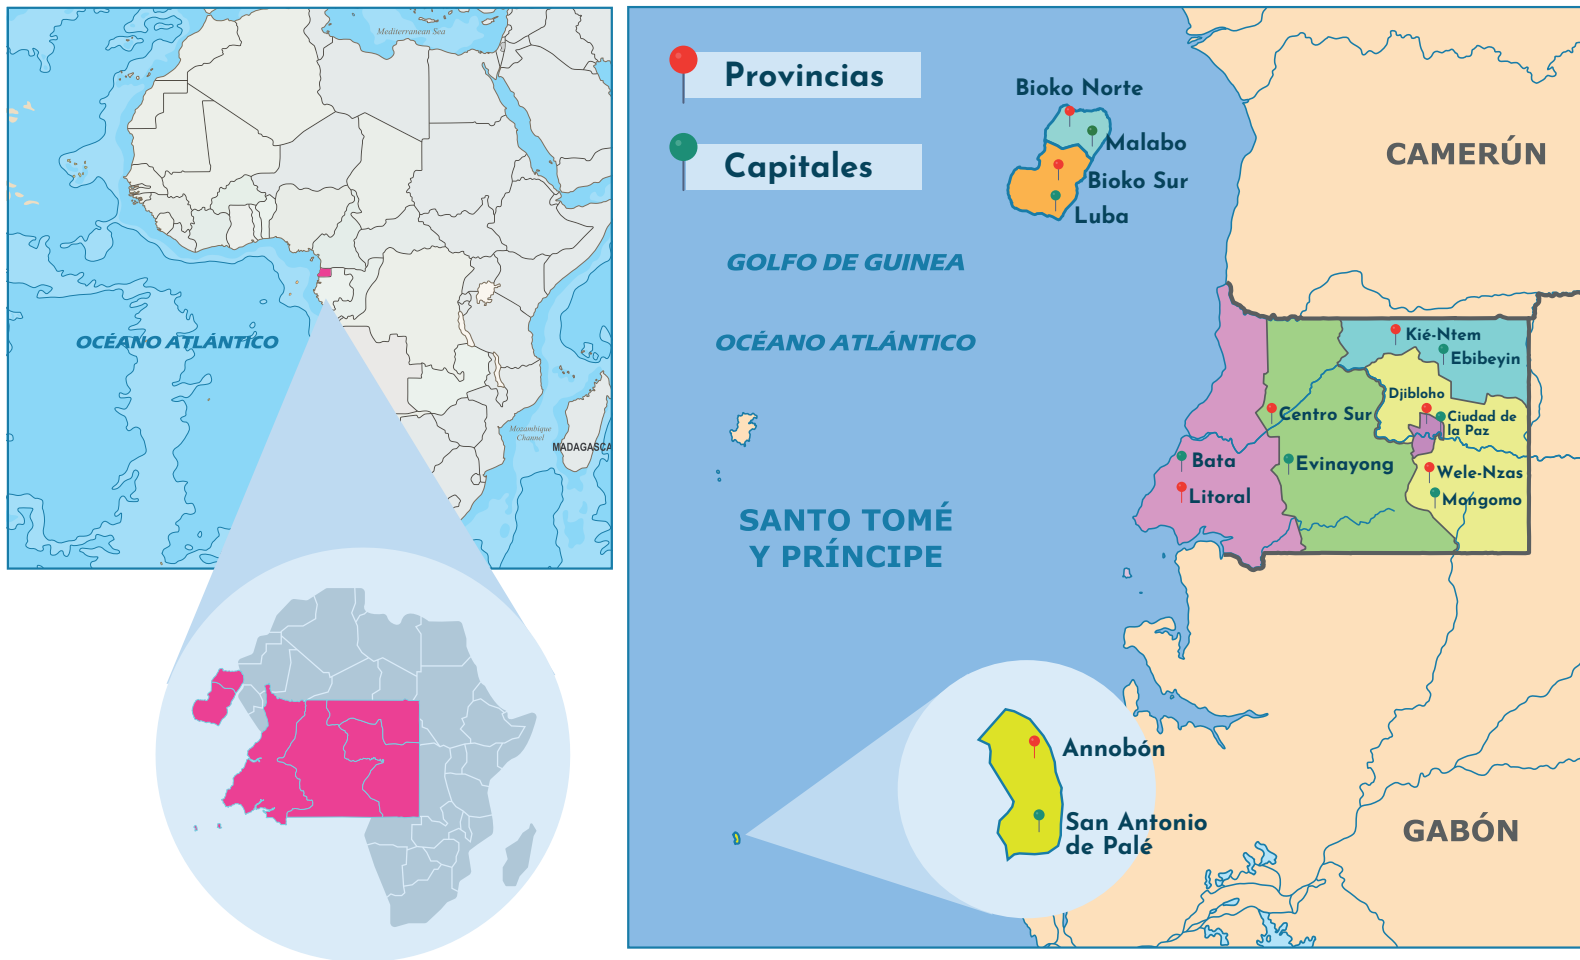 Mediterranean Sea
OCÉANO ATLÁNTICO
Mozambique
Channel
MADAGASCA
Provincias
Capitales
Bioko Norte
Malabo
Bioko Sur
Luba
CAMERÚN
GOLFO DE GUINEA
OCÉANO ATLÁNTICO
Kié-Ntem
Ebibeyin
Djibloho
Ciudad de
la Paz
Centro Sur
Bata
Evinayong
Wele-Nzas
Litoral
Mongomo
SANTO TOMÉ
Y PRÍNCIPE
Annobón
San Antonio
de Palé
GABÓN